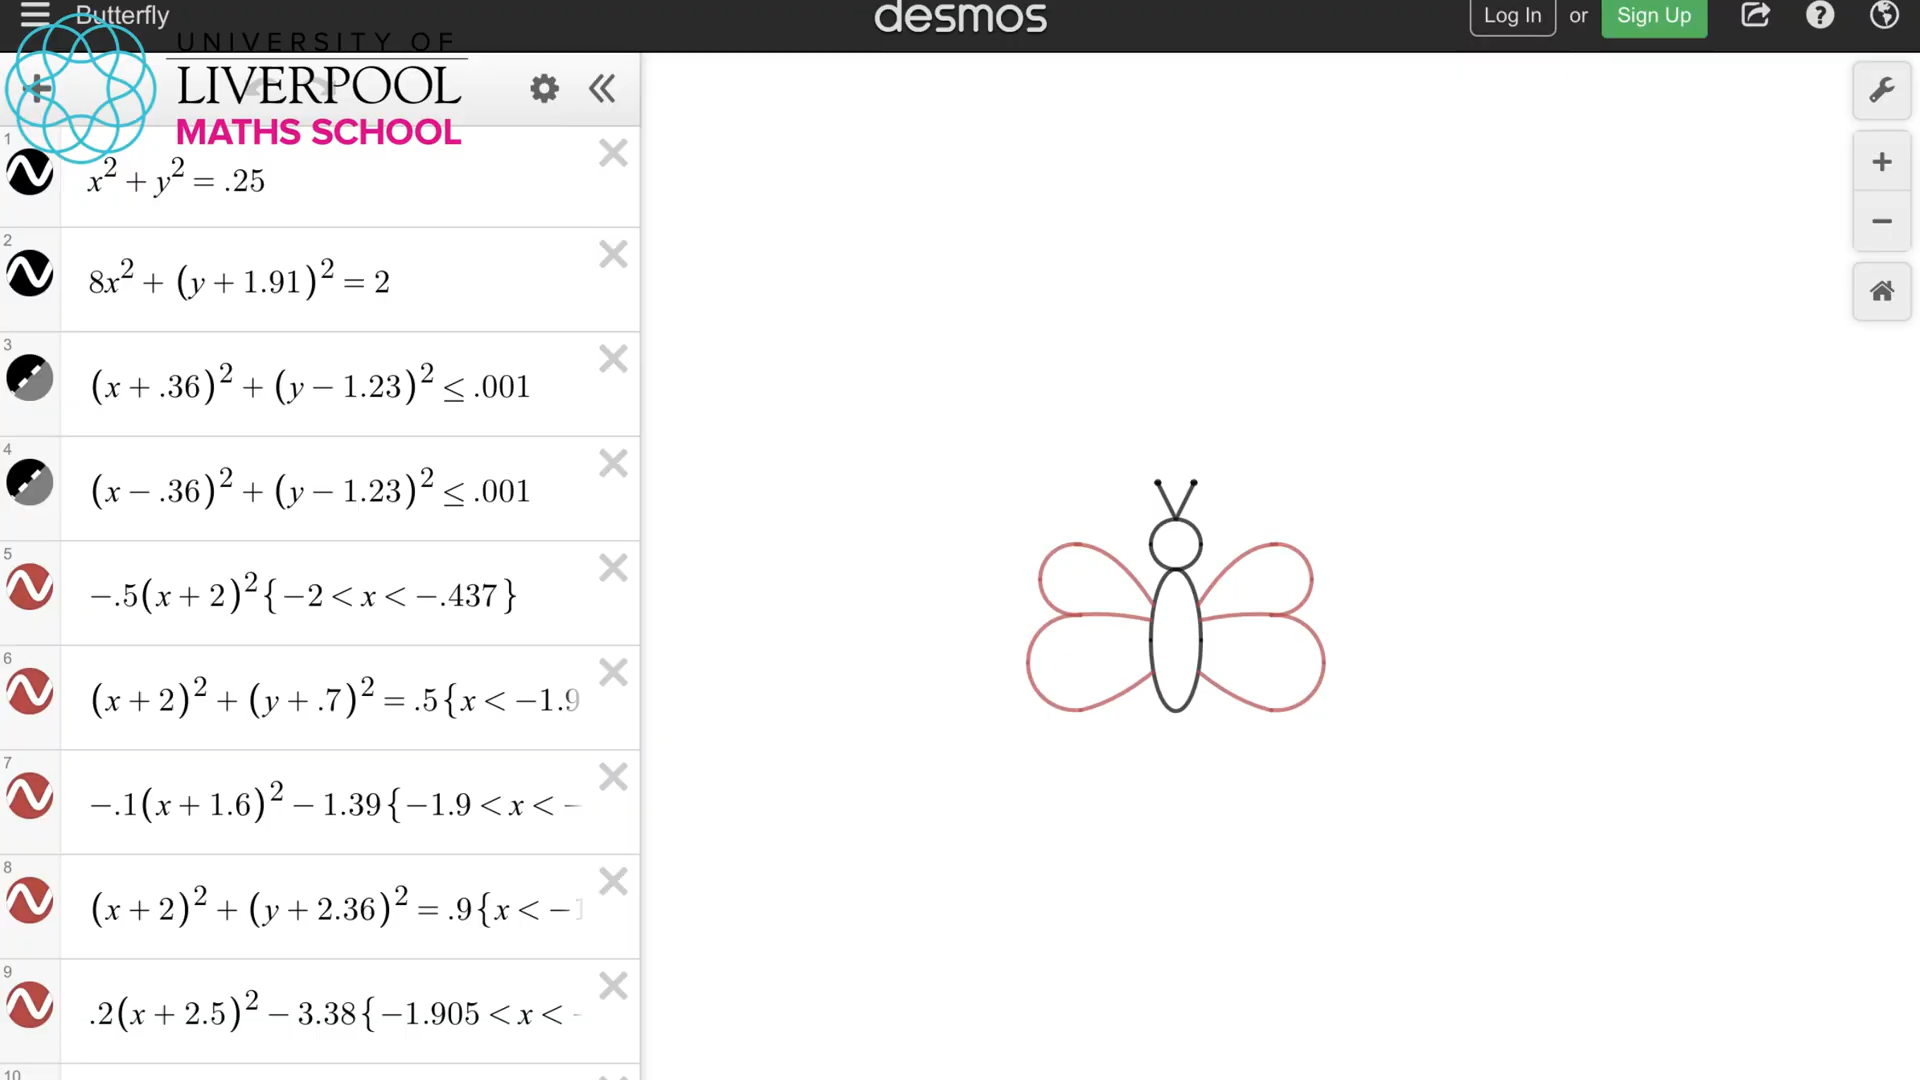 Butterfly
desmos
Log In or Sign Up
UNIVERSITY OF
LIVERPOOL
MATHS SCHOOL
1
x² + y² = .25
2
8x² + (y + 1.91)² = 2
3
(x + .36)² + (y − 1.23)² ≤ .001
4
(x − .36)² + (y − 1.23)² ≤ .001
5
−.5(x + 2)² {−2 < x < −.437}
6
(x + 2)² + (y + .7)² = .5 {x < −1.9
7
−.1(x + 1.6)² − 1.39 {−1.9 < x < −
8
(x + 2)² + (y + 2.36)² = .9 {x < −1
9
.2(x + 2.5)² − 3.38 {−1.905 < x < −
10